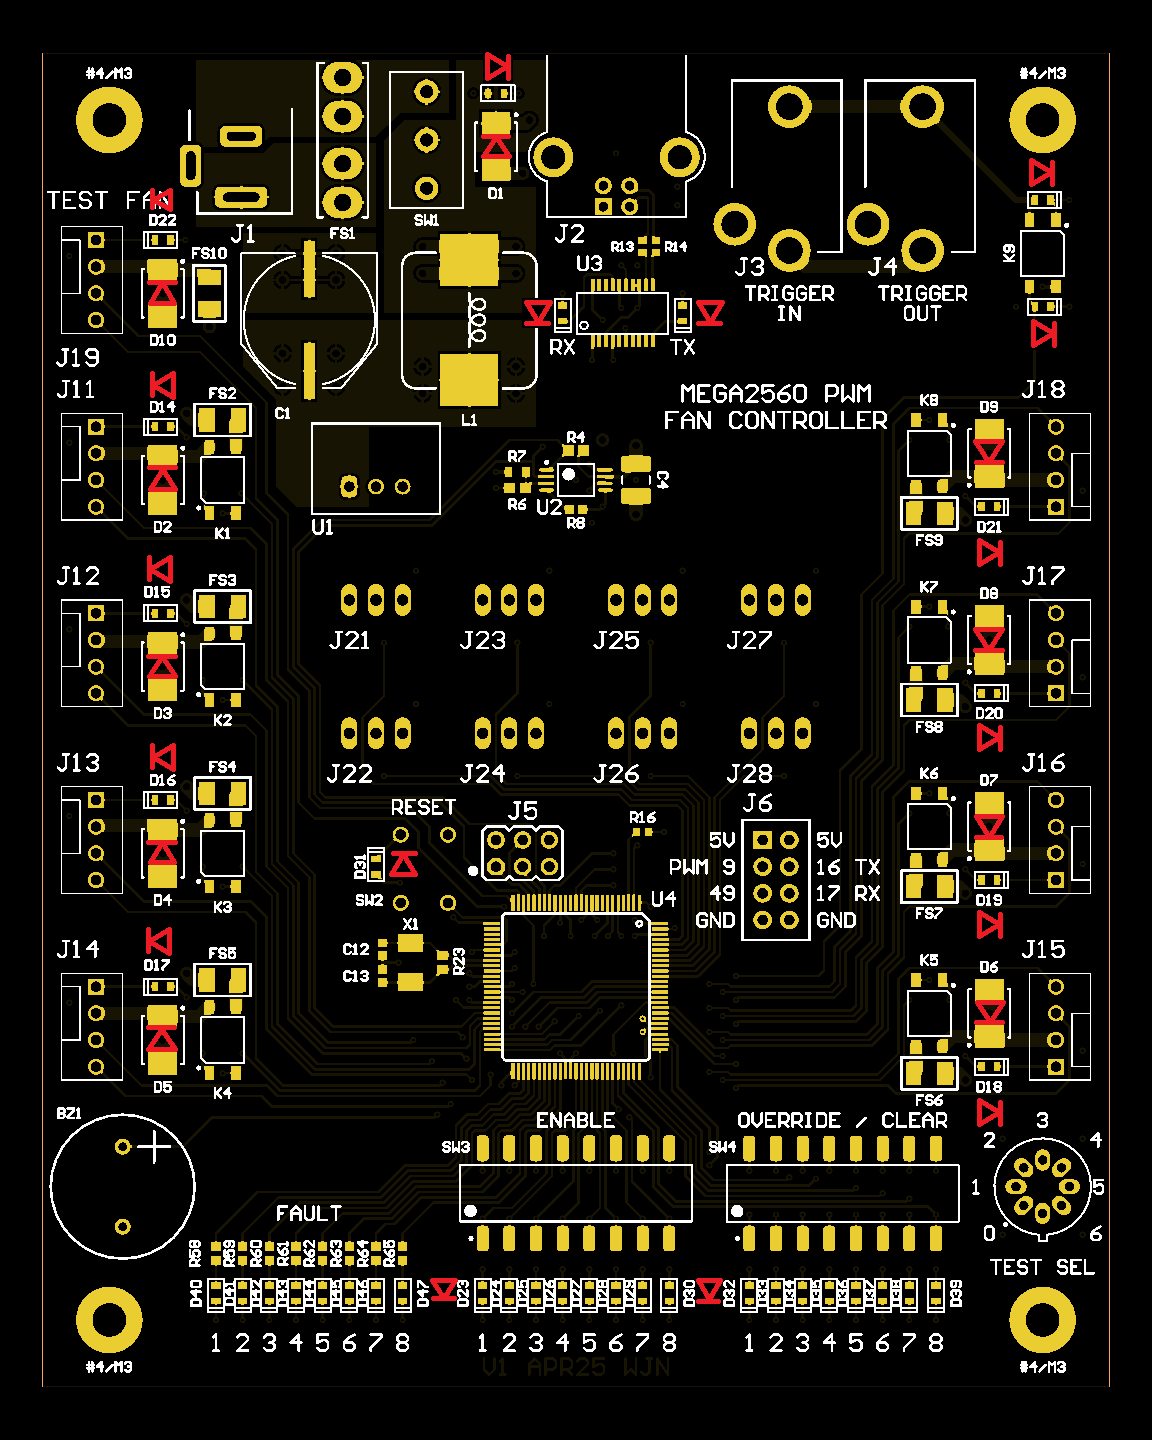 #4/M3
#4/M3
TEST FAN
D22
J1
FS1
SW1
D1
J2
R13
R14
U3
J3
J4
K9
TRIGGER
IN
TRIGGER
OUT
FS10
D10
J19
RX
TX
C1
L1
MEGA2560 PWM
FAN CONTROLLER
J11
D14
FS2
D2
K1
R7
R4
R6
U2
R8
C4
U1
K8
D9
J18
FS9
D21
J12
D15
FS3
D3
K2
J21
J23
J25
J27
K7
D8
J17
FS8
D20
J22
J24
J26
J28
J13
D16
FS4
D4
K3
RESET
J5
R16
J6
5V
5V
PWM 9
16 TX
49
17 RX
GND
GND
D31
SW2
X1
U4
C12
C13
R23
K6
D7
J16
FS7
D19
J14
D17
FS5
D5
K4
K5
D6
J15
FS6
D18
BZ1
ENABLE
SW3
OVERRIDE / CLEAR
SW4
0
1
2
3
4
5
6
TEST SEL
FAULT
R58
R59
R60
R61
R62
R63
R64
R65
D40
D41
D42
D43
D44
D45
D46
D47
D23
D24
D25
D26
D27
D28
D29
D30
D32
D33
D34
D35
D36
D37
D38
D39
1 2 3 4 5 6 7 8
1 2 3 4 5 6 7 8
1 2 3 4 5 6 7 8
V1 APR25 WJN
#4/M3
#4/M3